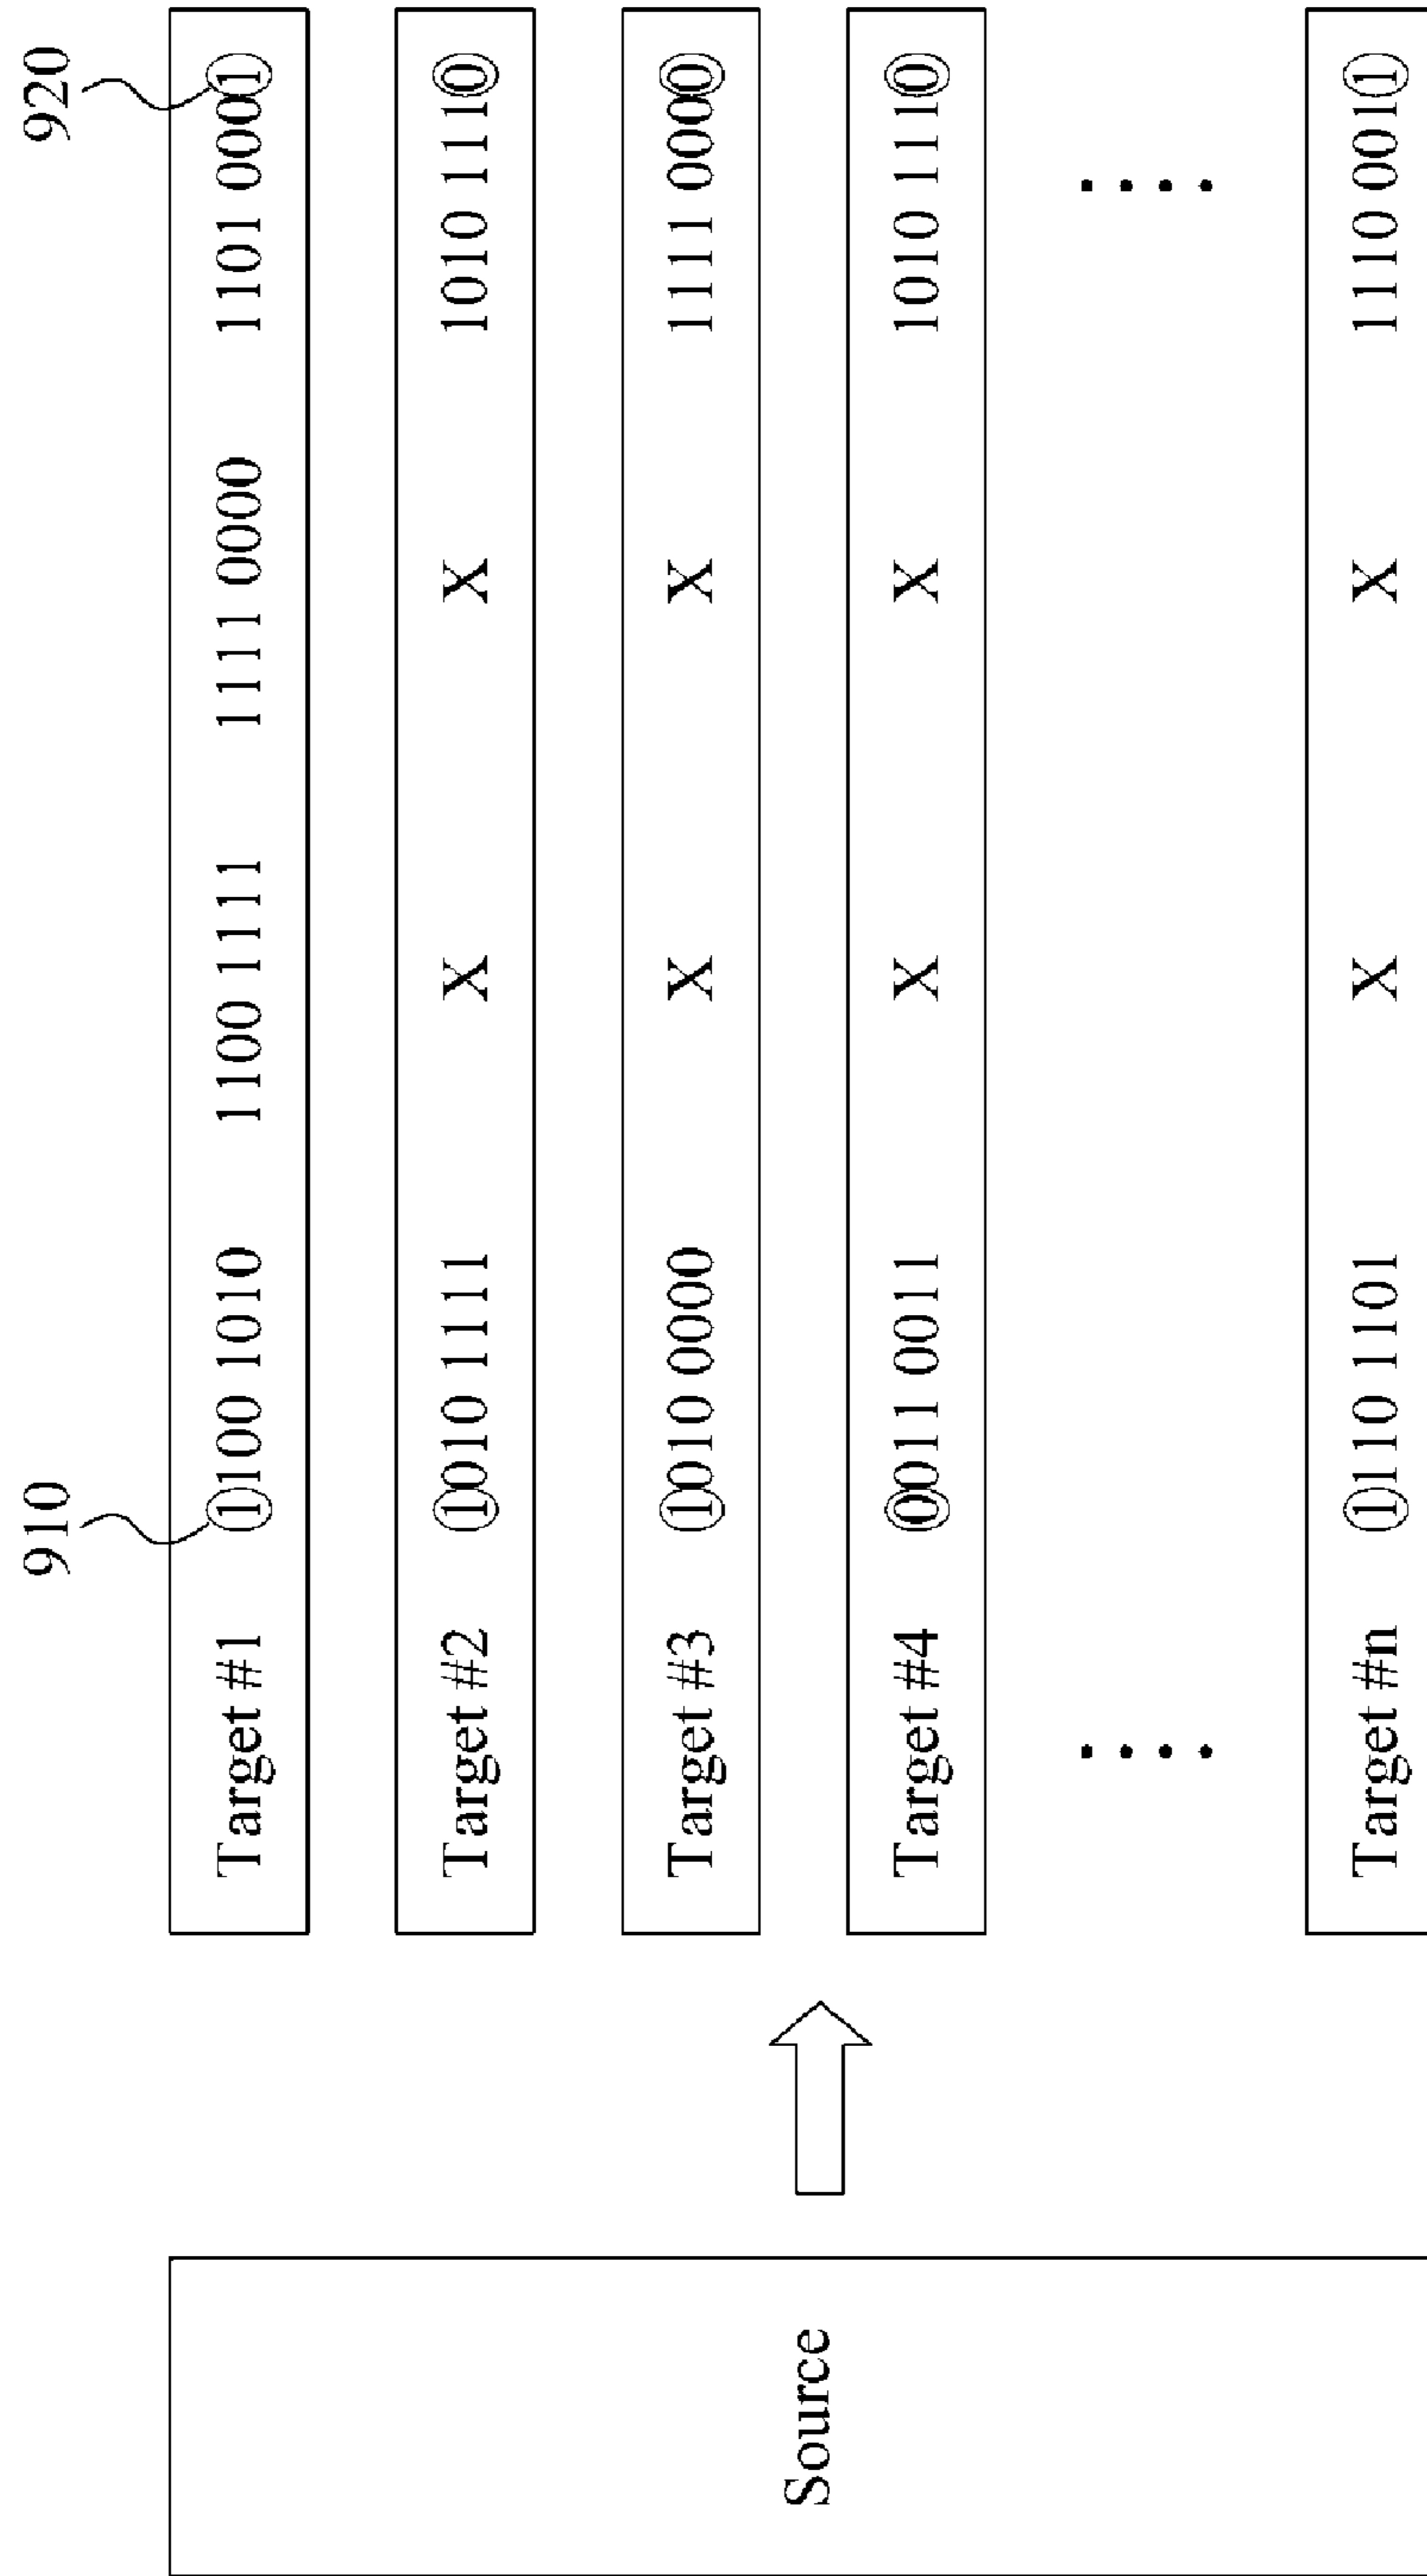 910 920
Target #1 1100 1010 1100 1111 1111 0000 1101 0001
Target #2 1010 1111 X X 1010 1110
Target #3 1010 0000 X X 1111 0000
Source
Target #4 0011 0011 X X 1010 1110
.... ....
Target #n 1110 1101 X X 1110 0011